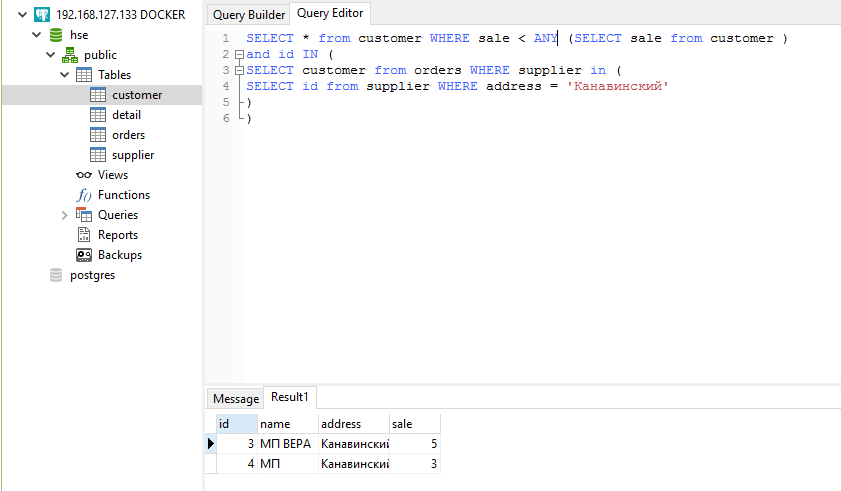 192.168.127.133 DOCKER
hse
public
Tables
customer
detail
orders
supplier
Views
f() Functions
Queries
Reports
Backups
postgres
Query Builder Query Editor
1 SELECT * from customer WHERE sale < ANY (SELECT sale from customer )
2 and id IN (
3 SELECT customer from orders WHERE supplier in (
4 SELECT id from supplier WHERE address = 'Канавинский'
5 )
6 )
Message Result1
id name address sale
3 МП ВЕРА Канавинский 5
4 МП Канавинский 3